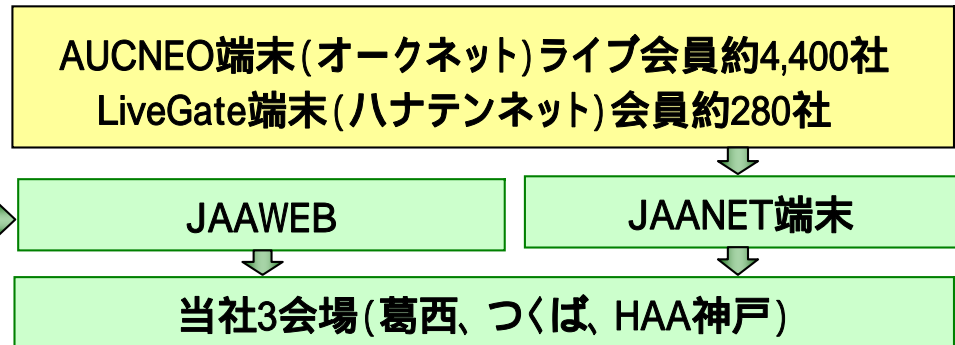 AUCNEO端末(オークネット)ライブ会員約4,400社
LiveGate端末(ハナテンネット)会員約280社
JAAWEB
JAANET端末
当社3会場(葛西、つくば、HAA神戸)